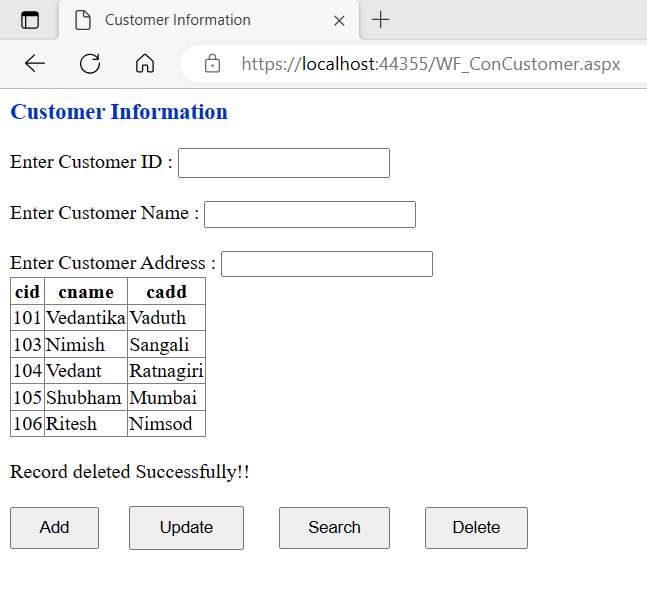 Customer Information
https://localhost:44355/WF_ConCustomer.aspx
Customer Information
Enter Customer ID :
Enter Customer Name :
Enter Customer Address :
cid cname cadd
101 Vedantika Vaduth
103 Nimish Sangali
104 Vedant Ratnagiri
105 Shubham Mumbai
106 Ritesh Nimsod
Record deleted Successfully!!
Add Update Search Delete